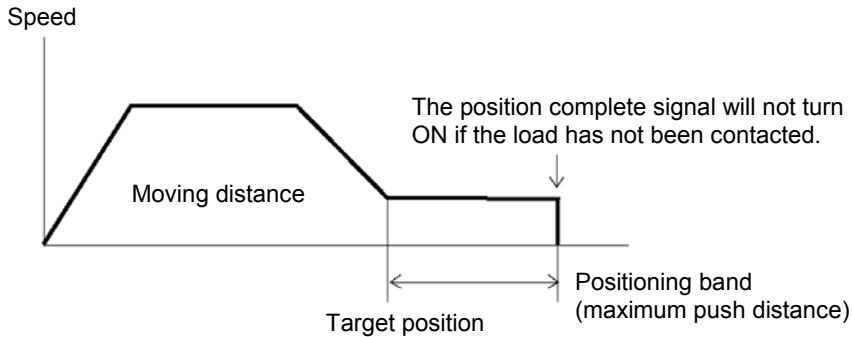 Speed
The position complete signal will not turn
ON if the load has not been contacted.
Moving distance
Positioning band
(maximum push distance)
Target position